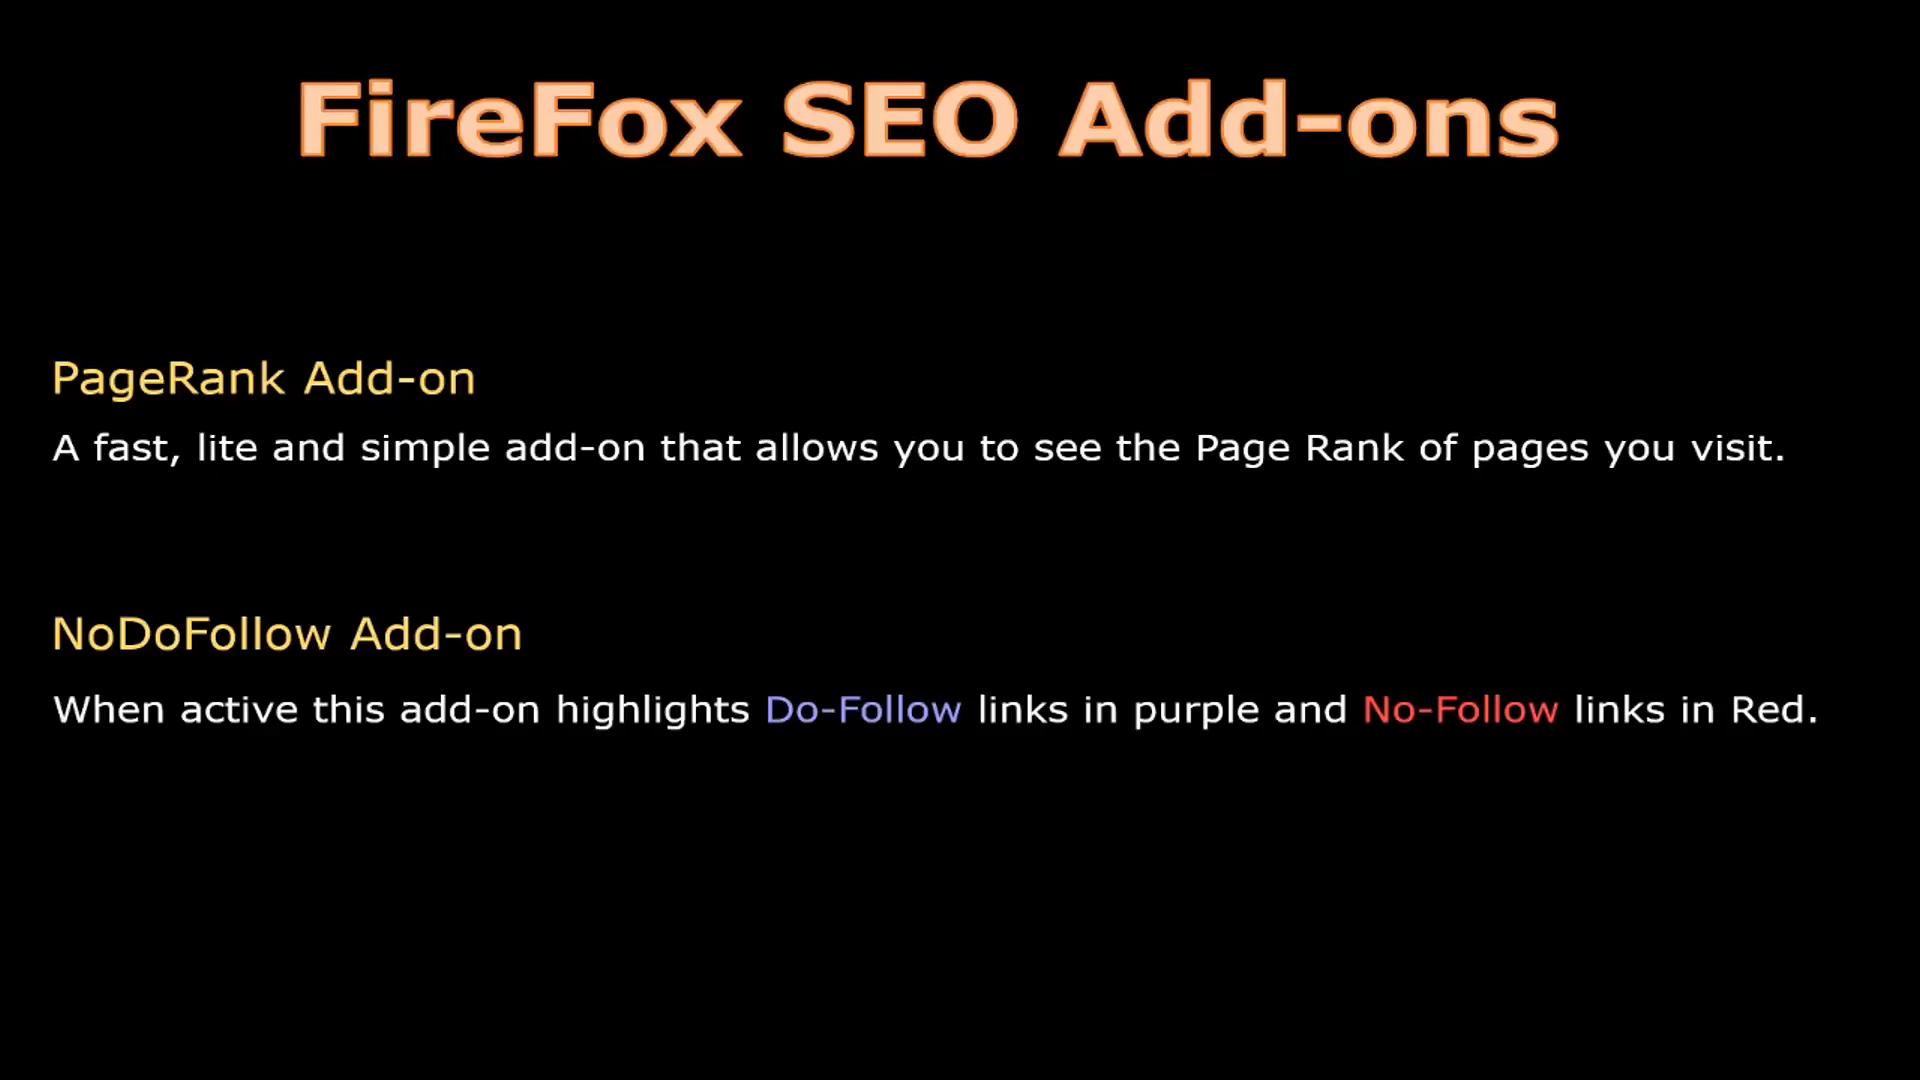 FireFox SEO Add-ons
PageRank Add-on
A fast, lite and simple add-on that allows you to see the Page Rank of pages you visit.
NoDoFollow Add-on
When active this add-on highlights Do-Follow links in purple and No-Follow links in Red.